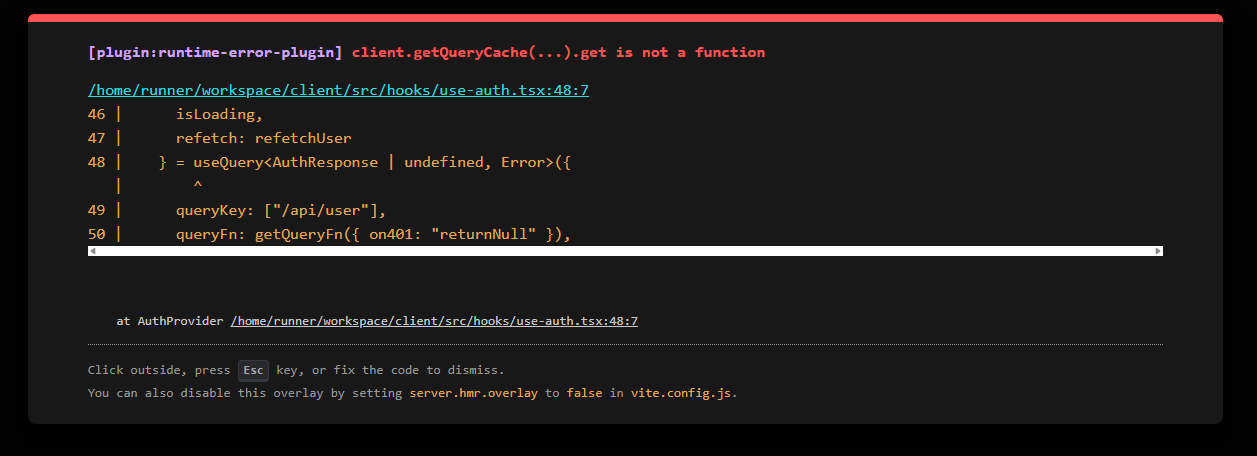 [plugin:runtime-error-plugin] client.getQueryCache(...).get is not a function
/home/runner/workspace/client/src/hooks/use-auth.tsx:48:7
46 |      isLoading,
47 |      refetch: refetchUser
48 |    } = useQuery<AuthResponse | undefined, Error>({
   |        ^
49 |      queryKey: ["/api/user"],
50 |      queryFn: getQueryFn({ on401: "returnNull" }),
at AuthProvider /home/runner/workspace/client/src/hooks/use-auth.tsx:48:7
Click outside, press Esc key, or fix the code to dismiss.
You can also disable this overlay by setting server.hmr.overlay to false in vite.config.js.